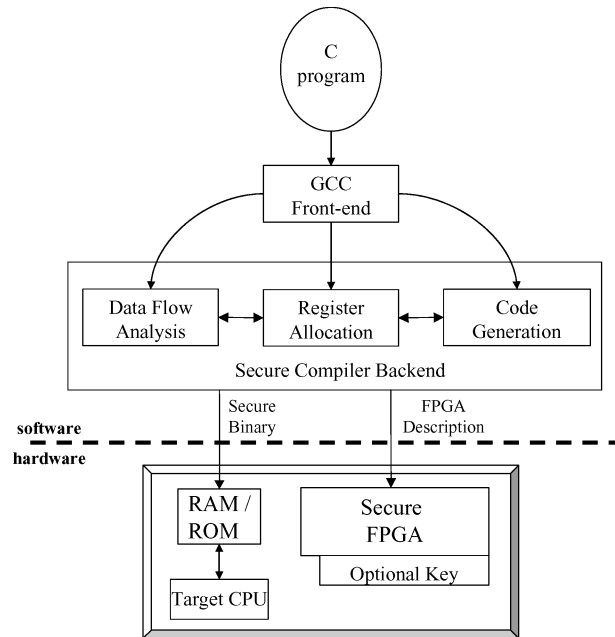 C
program
GCC
Front-end
Data Flow
Analysis
Register
Allocation
Code
Generation
Secure Compiler Backend
Secure
Binary
FPGA
Description
software
hardware
RAM /
ROM
Secure
FPGA
Optional Key
Target CPU